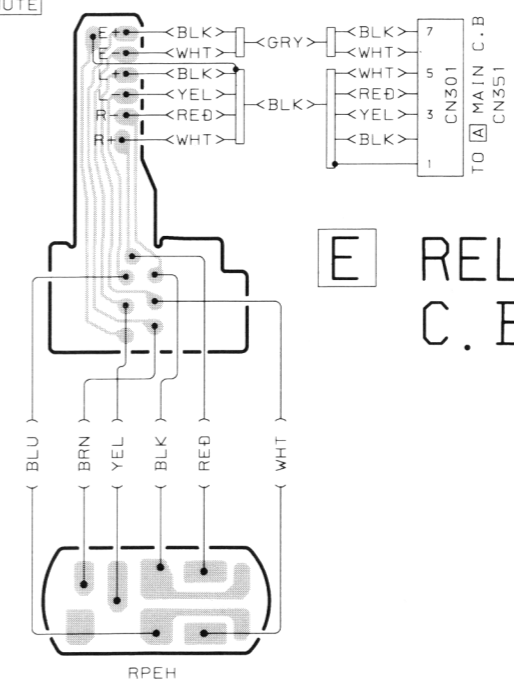 E+ <BLK> <BLK> 7
E- <WHT> <GRY> <WHT>
L+ <BLK> <WHT> 5
L- <YEL> <BLK> <RED>
R- <RED> <YEL> 3
R+ <WHT> <BLK>
1
CN301
TO A MAIN C.B
CN351
E REL
C.B
BLU
BRN
YEL
BLK
RED
WHT
RPEH